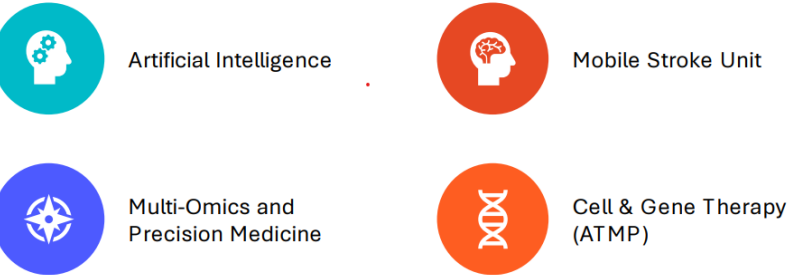 Artificial Intelligence
Mobile Stroke Unit
Multi-Omics and
Precision Medicine
Cell & Gene Therapy
(ATMP)